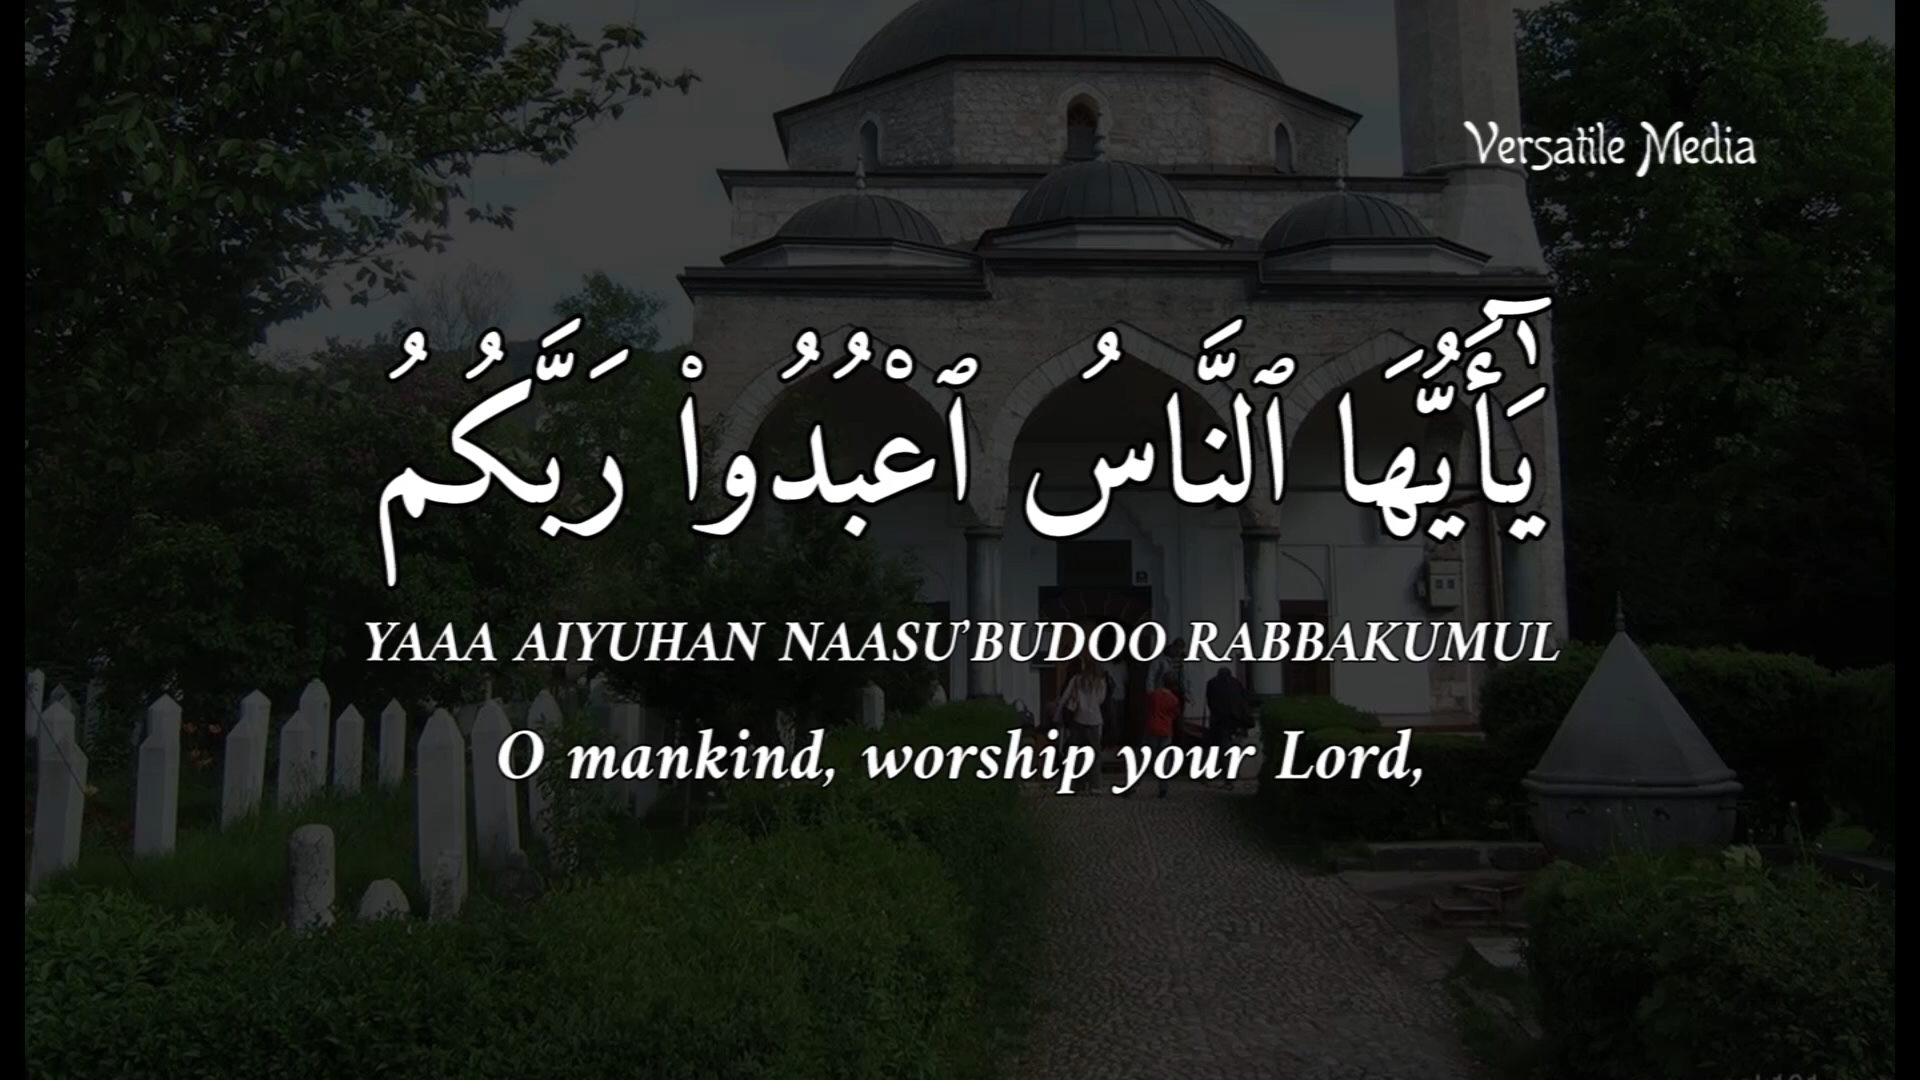 Versatile Media
يَٰٓأَيُّهَا ٱلنَّاسُ ٱعْبُدُوا۟ رَبَّكُمُ
YAAA AIYUHAN NAASU’BUDOO RABBAKUMUL
O mankind, worship your Lord,